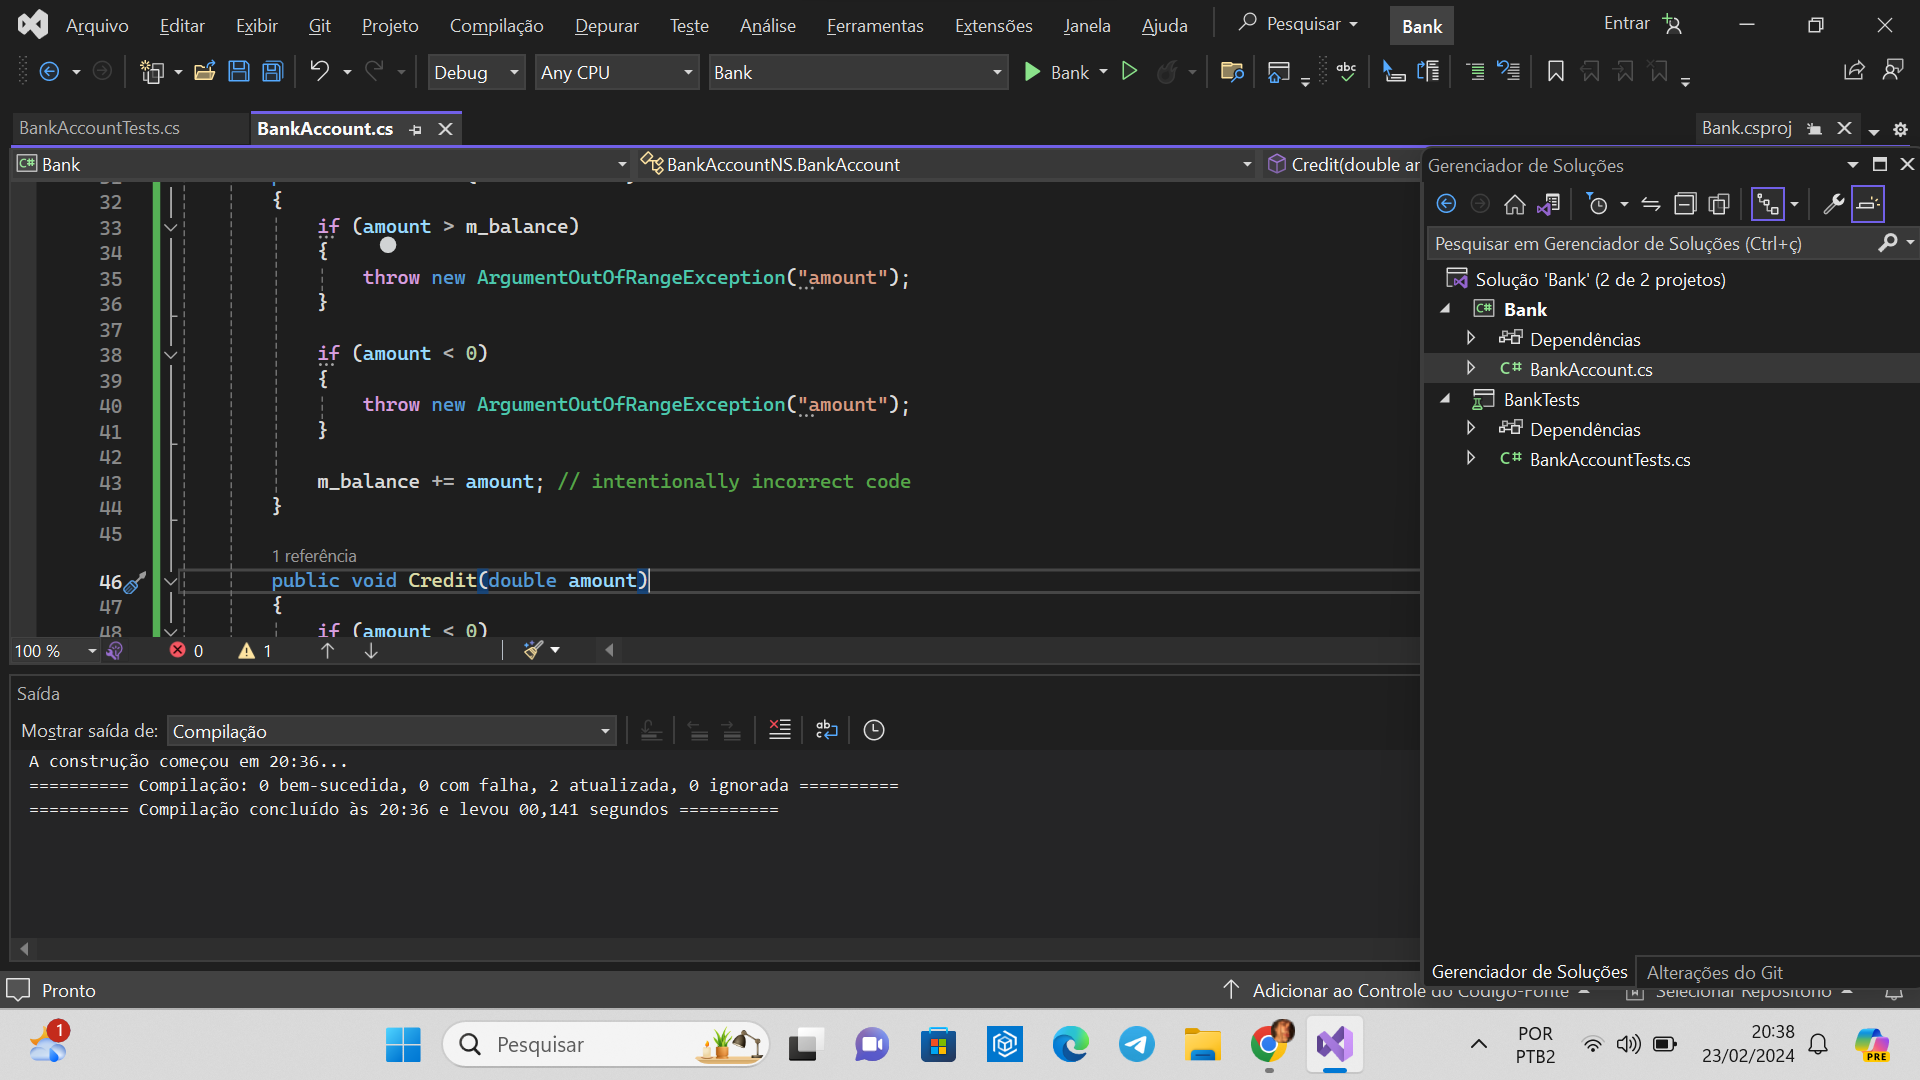 Arquivo Editar Exibir Git Projeto Compilação Depurar Teste Análise Ferramentas Extensões Janela Ajuda Pesquisar Bank Entrar
Debug Any CPU Bank Bank abc
BankAccountTests.cs BankAccount.cs Bank.csproj
C# Bank BankAccountNS.BankAccount Credit(double ar
Gerenciador de Soluções
Pesquisar em Gerenciador de Soluções (Ctrl+ç)
Solução 'Bank' (2 de 2 projetos)
C# Bank
Dependências
C# BankAccount.cs
BankTests
Dependências
C# BankAccountTests.cs
32 {
33 if (amount > m_balance)
34 {
35 throw new ArgumentOutOfRangeException("amount");
36 }
37
38 if (amount < 0)
39 {
40 throw new ArgumentOutOfRangeException("amount");
41 }
42
43 m_balance += amount; // intentionally incorrect code
44 }
45
1 referência
46 public void Credit(double amount)
47 {
48 if (amount < 0)
100 % 0 1
Saída
Mostrar saída de: Compilação
A construção começou em 20:36...
========== Compilação: 0 bem-sucedida, 0 com falha, 2 atualizada, 0 ignorada ==========
========== Compilação concluído às 20:36 e levou 00,141 segundos ==========
Gerenciador de Soluções Alterações do Git
Pronto Adicionar ao Controle do Código-Fonte Selecionar Repositório
1 Pesquisar POR PTB2 20:38 23/02/2024 PRE